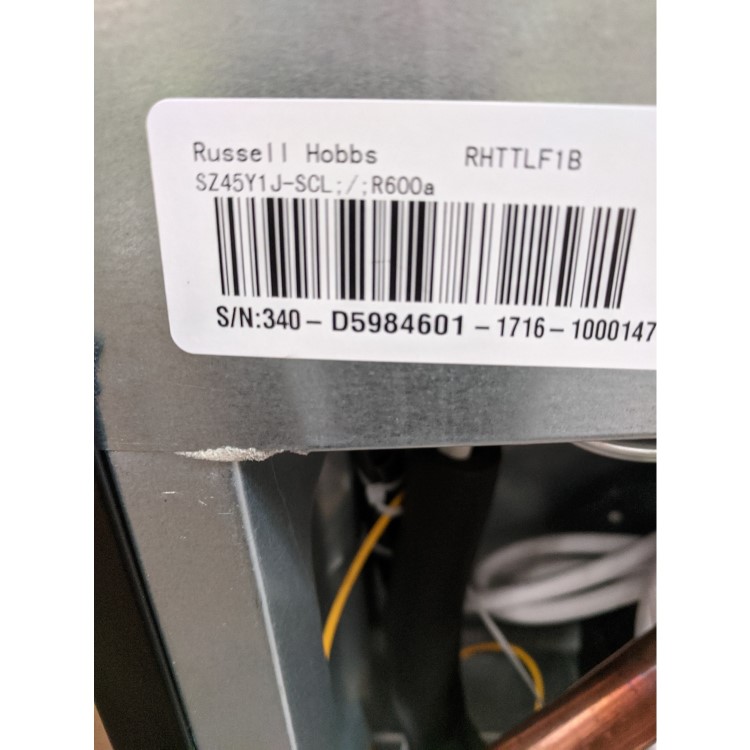 Russell Hobbs RHTTLF1B
SZ45Y1J-SCL;/;R600a
S/N:340-D5984601-1716-1000147